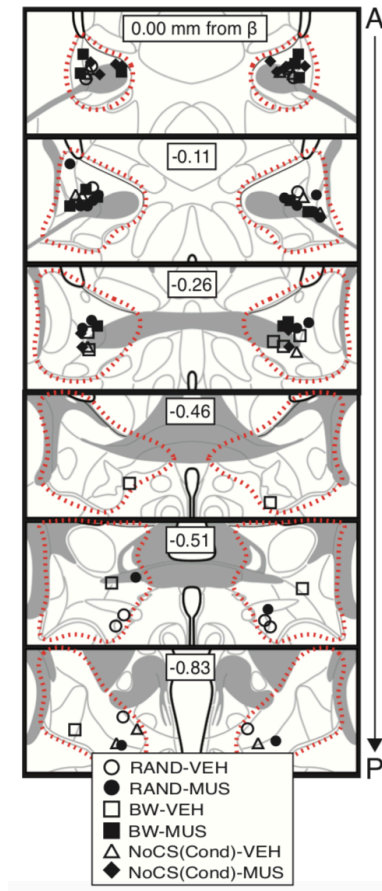 0.00 mm from β
A
-0.11
-0.26
-0.46
-0.51
-0.83
P
RAND-VEH
RAND-MUS
BW-VEH
BW-MUS
NoCS(Cond)-VEH
NoCS(Cond)-MUS